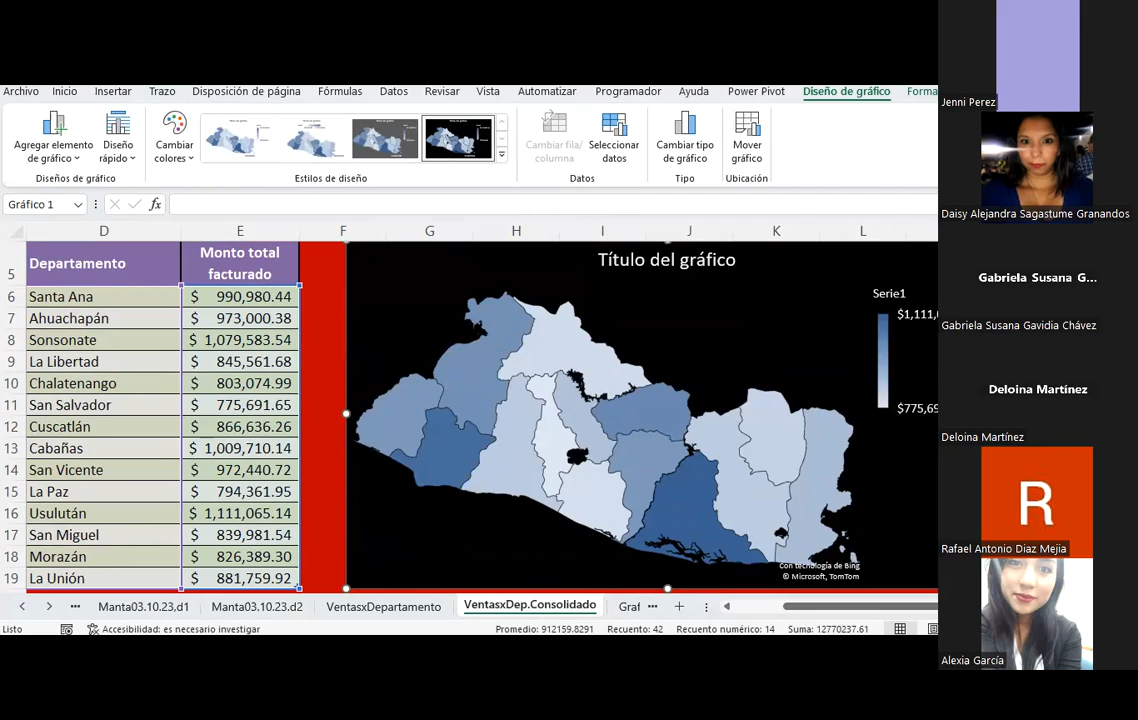 Archivo Inicio Insertar Trazo Disposición de página Fórmulas Datos Revisar Vista Automatizar Programador Ayuda Power Pivot Diseño de gráfico Forma
Agregar elemento de gráfico
Diseño rápido
Cambiar colores
Cambiar fila/ columna
Seleccionar datos
Cambiar tipo de gráfico
Mover gráfico
Diseños de gráfico Estilos de diseño Datos Tipo Ubicación
Gráfico 1 fx
D E F G H I J K L
5 Departamento Monto total facturado
6 Santa Ana $ 990,980.44
7 Ahuachapán $ 973,000.38
8 Sonsonate $ 1,079,583.54
9 La Libertad $ 845,561.68
10 Chalatenango $ 803,074.99
11 San Salvador $ 775,691.65
12 Cuscatlán $ 866,636.26
13 Cabañas $ 1,009,710.14
14 San Vicente $ 972,440.72
15 La Paz $ 794,361.95
16 Usulután $ 1,111,065.14
17 San Miguel $ 839,981.54
18 Morazán $ 826,389.30
19 La Unión $ 881,759.92
Título del gráfico
Serie1
$1,111,0
$775,69
Con tecnología de Bing
© Microsoft, TomTom
Manta03.10.23,d1 Manta03.10.23,d2 VentasxDepartamento VentasxDep.Consolidado Graf
Listo Accesibilidad: es necesario investigar Promedio: 912159.8291 Recuento: 42 Recuento numérico: 14 Suma: 12770237.61
Jenni Perez
Daisy Alejandra Sagastume Granandos
Gabriela Susana G...
Gabriela Susana Gavidia Chávez
Deloina Martínez
Deloina Martínez
R
Rafael Antonio Diaz Mejia
Alexia García